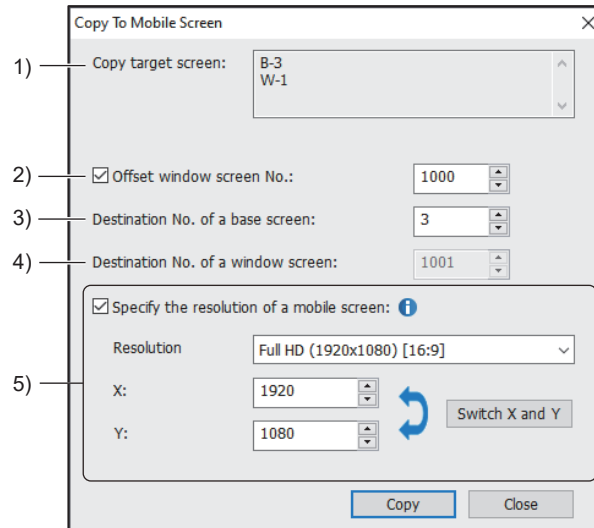 Copy To Mobile Screen
1) Copy target screen: B-3
W-1
2) Offset window screen No.: 1000
3) Destination No. of a base screen: 3
4) Destination No. of a window screen: 1001
Specify the resolution of a mobile screen:
Resolution Full HD (1920x1080) [16:9]
5) X: 1920
Switch X and Y
Y: 1080
Copy Close